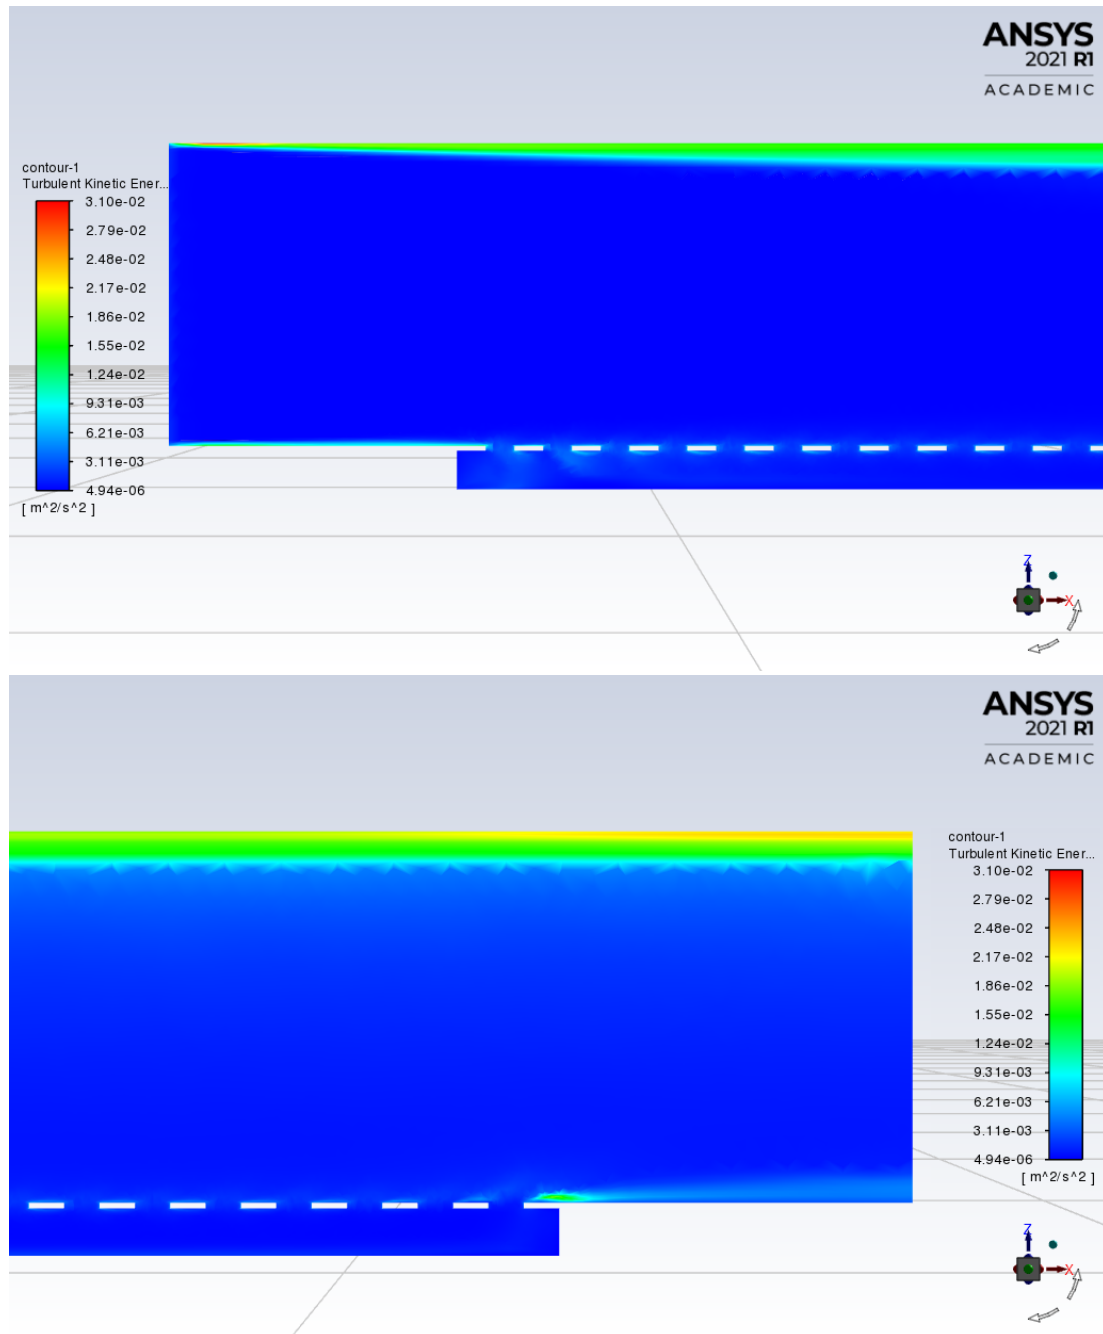 ANSYS
2021 R1
ACADEMIC
contour-1
Turbulent Kinetic Ener...
3.10e-02
2.79e-02
2.48e-02
2.17e-02
1.86e-02
1.55e-02
1.24e-02
9.31e-03
6.21e-03
3.11e-03
4.94e-06
[ m^2/s^2 ]
Z
X
ANSYS
2021 R1
ACADEMIC
contour-1
Turbulent Kinetic Ener...
3.10e-02
2.79e-02
2.48e-02
2.17e-02
1.86e-02
1.55e-02
1.24e-02
9.31e-03
6.21e-03
3.11e-03
4.94e-06
[ m^2/s^2 ]
Z
X